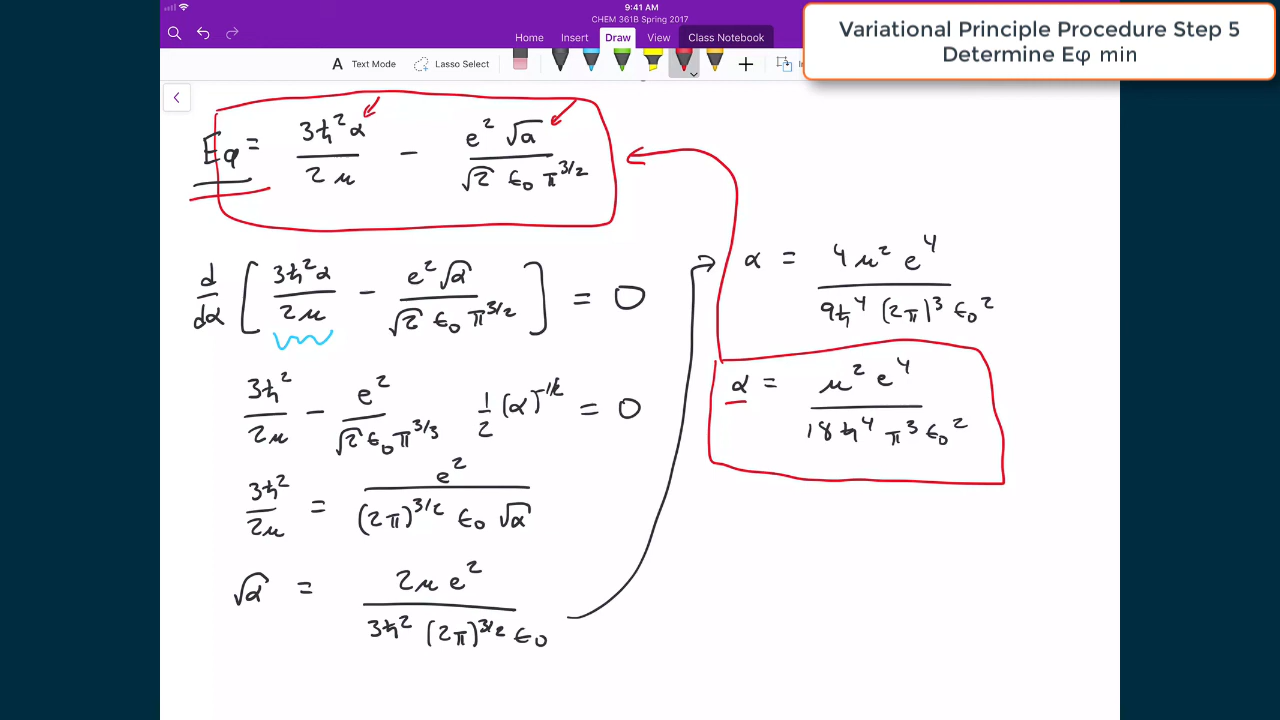 9:41 AM
CHEM 361B Spring 2017
Home Insert Draw View Class Notebook
Variational Principle Procedure Step 5
Determine Eφ min
A Text Mode Lasso Select + In
Eφ = 3ħ²α / 2μ − e² √α / √2 ε₀ π^3/2
d/dα [ 3ħ²α / 2μ − e² √α / √2 ε₀ π^3/2 ] = 0
3ħ² / 2μ − e² / √2 ε₀ π^3/3 1/2 (α)^-1/2 = 0
3ħ² / 2μ = e² / (2π)^3/2 ε₀ √α
√α = 2μ e² / 3ħ² (2π)^3/2 ε₀
α = 4μ² e⁴ / 9ħ⁴ (2π)³ ε₀²
α = μ² e⁴ / 18ħ⁴ π³ ε₀²